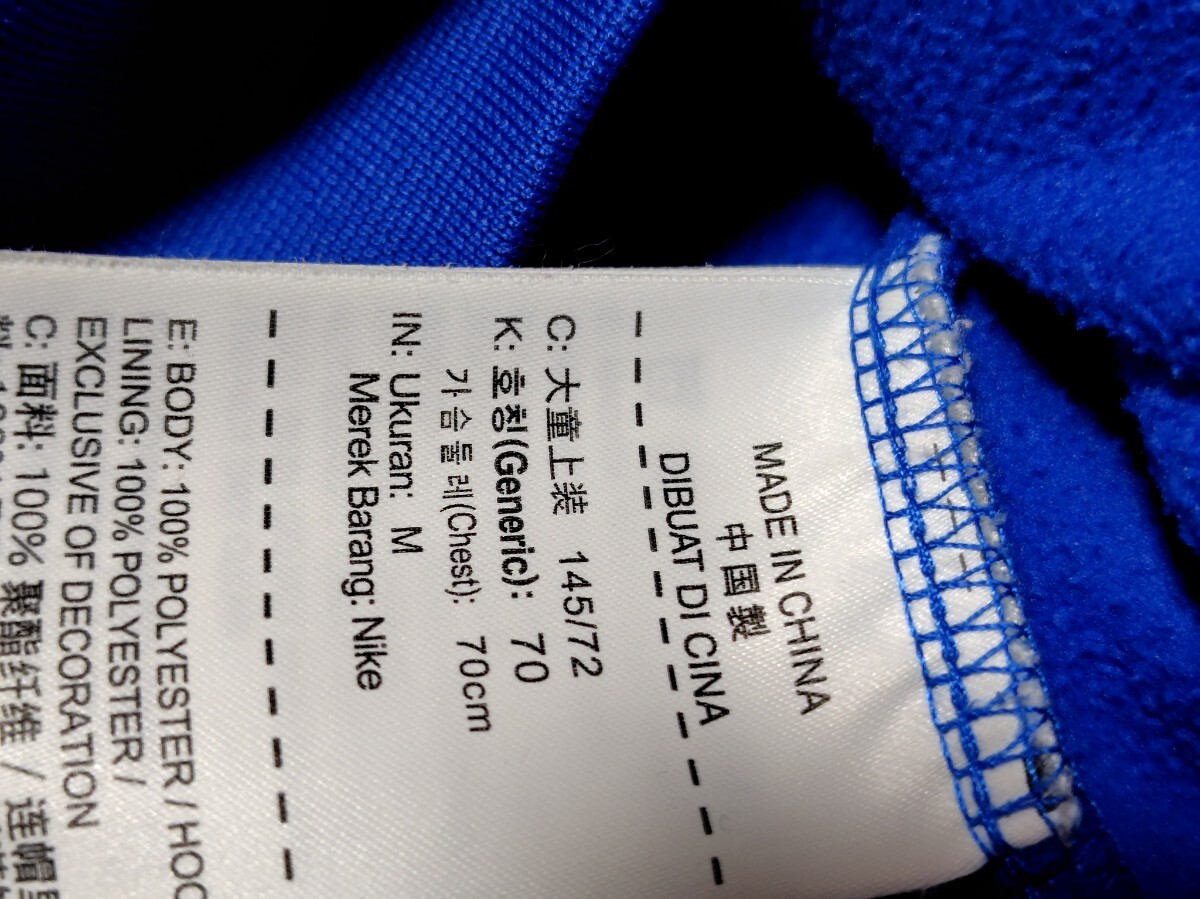 MADE IN CHINA
中国製
DIBUAT DI CINA
C: 大童上装 145/72
K: 호칭(Generic): 70
가슴둘레(Chest): 70cm
IN: Ukuran: M
Merek Barang: Nike
E: BODY: 100% POLYESTER / HOO
LINING: 100% POLYESTER /
EXCLUSIVE OF DECORATION
C: 面料: 100% 聚酯纤维 / 连帽